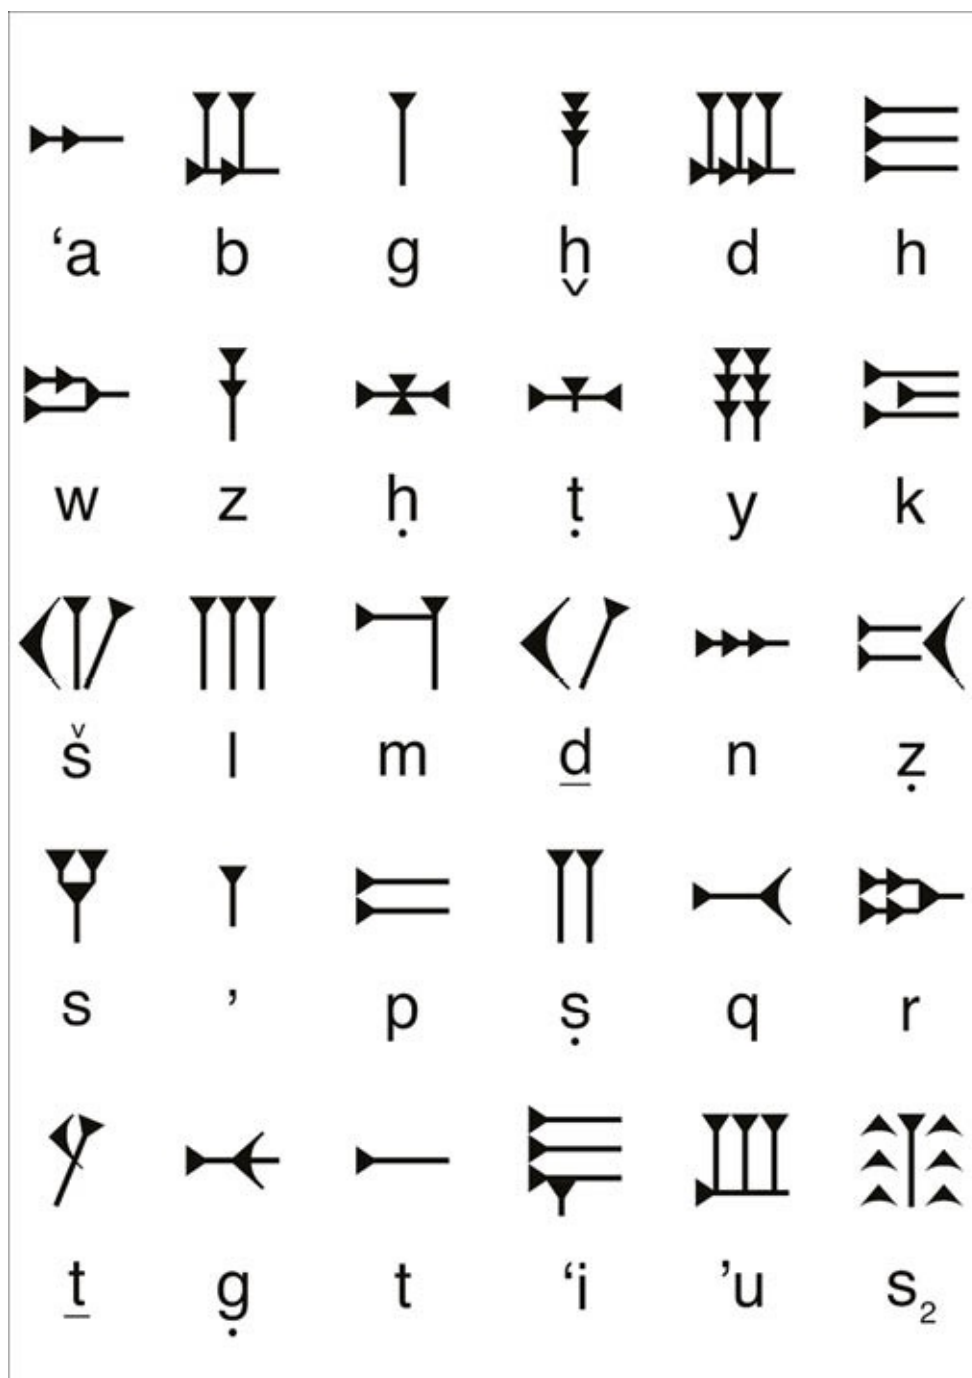 𐎀 𐎁 𐎂 𐎃 𐎄 𐎅
‘a b g h̬ d h
𐎆 𐎇 𐎈 𐎉 𐎊 𐎋
w z ḥ ṭ y k
𐎌 𐎍 𐎎 𐎏 𐎐 𐎑
š l m ḏ n ẓ
𐎒 𐎓 𐎔 𐎕 𐎖 𐎗
s ’ p ṣ q r
𐎘 𐎙 𐎚 𐎛 𐎜 𐎝
ṯ g̣ t ‘i ’u s₂